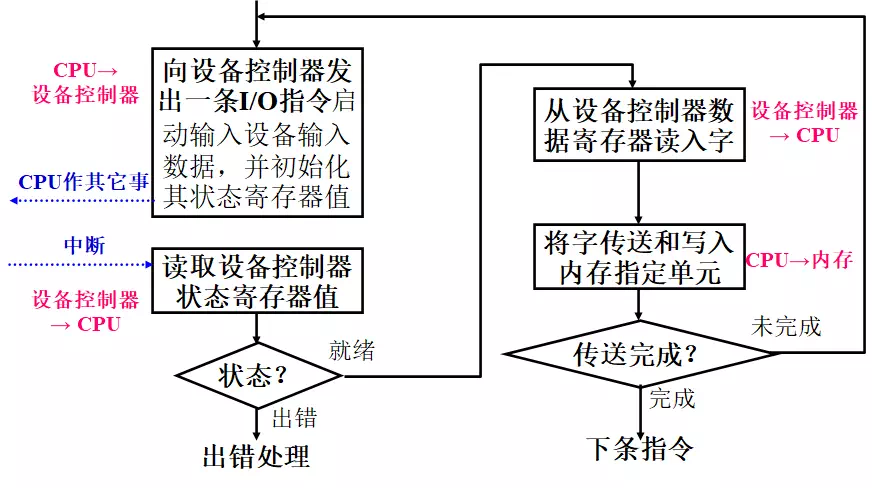 CPU→
设备控制器
向设备控制器发
出一条I/O指令启
动输入设备输入
数据，并初始化
其状态寄存器值
CPU作其它事
中断
读取设备控制器
状态寄存器值
设备控制器
→ CPU
状态？
就绪
出错
出错处理
从设备控制器数
据寄存器读入字
设备控制器
→ CPU
将字传送和写入
内存指定单元
CPU→内存
传送完成？
未完成
完成
下条指令